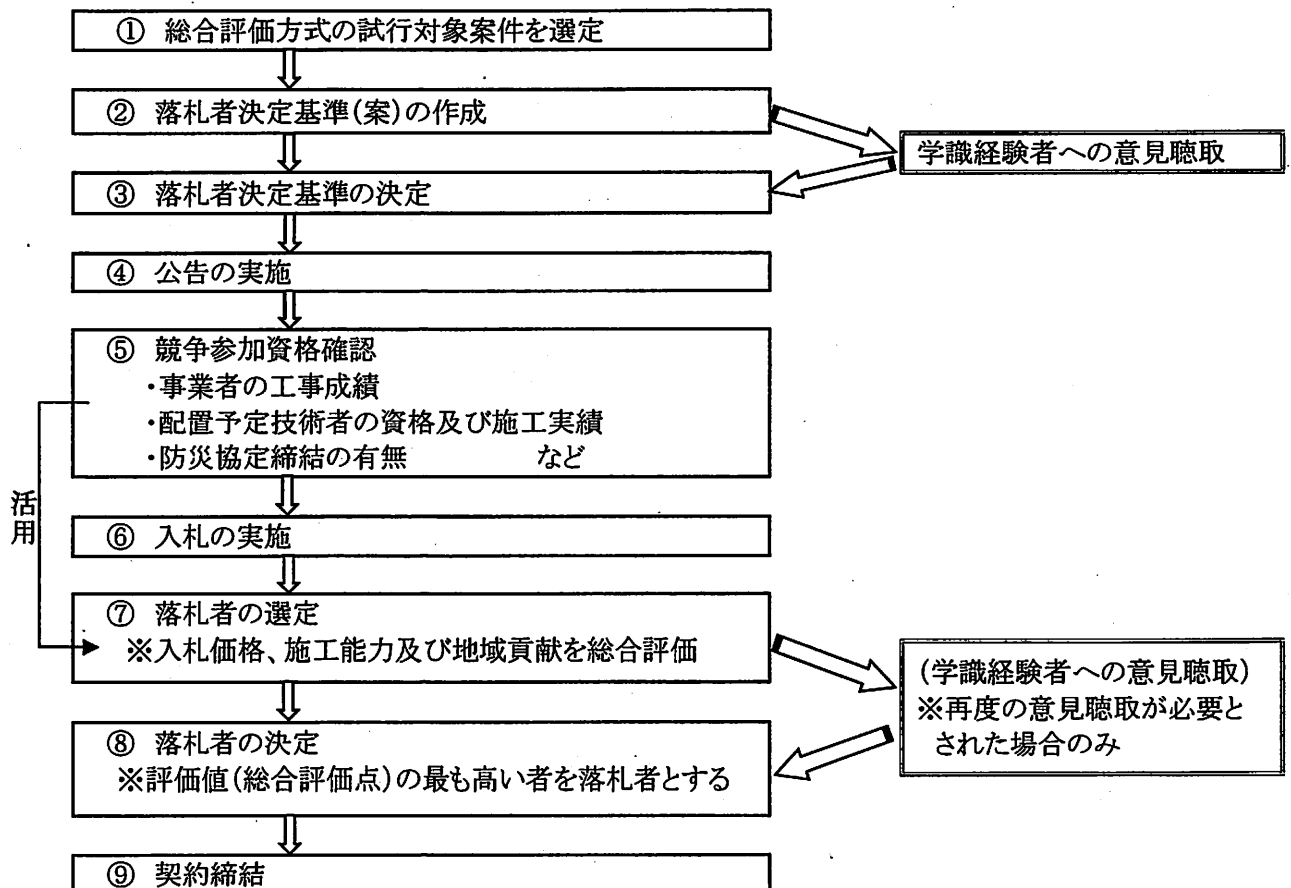 ① 総合評価方式の試行対象案件を選定
② 落札者決定基準(案)の作成
学識経験者への意見聴取
③ 落札者決定基準の決定
④ 公告の実施
⑤ 競争参加資格確認
・事業者の工事成績
・配置予定技術者の資格及び施工実績
・防災協定締結の有無 など
活用
⑥ 入札の実施
⑦ 落札者の選定
※入札価格、施工能力及び地域貢献を総合評価
(学識経験者への意見聴取)
※再度の意見聴取が必要と
された場合のみ
⑧ 落札者の決定
※評価値(総合評価点)の最も高い者を落札者とする
⑨ 契約締結